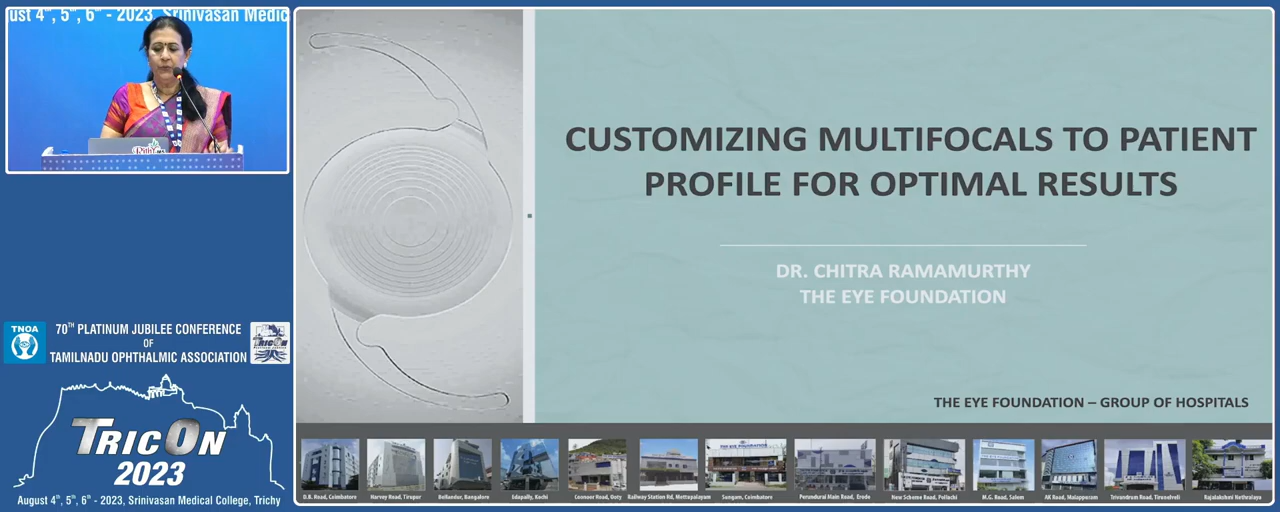 ust 4th, 5th, 6th - 2023, Srinivasan Medic
CUSTOMIZING MULTIFOCALS TO PATIENT
PROFILE FOR OPTIMAL RESULTS
DR. CHITRA RAMAMURTHY
THE EYE FOUNDATION
THE EYE FOUNDATION – GROUP OF HOSPITALS
TNOA
70TH PLATINUM JUBILEE CONFERENCE
OF
TAMILNADU OPHTHALMIC ASSOCIATION
TRICON
TRICON
2023
August 4th, 5th, 6th - 2023, Srinivasan Medical College, Trichy
D.B. Road, Coimbatore
Harvey Road, Tirupur
Bellandur, Bangalore
Edapally, Kochi
Coonoor Road, Ooty
Railway Station Rd, Mettupalayam
Sungam, Coimbatore
Perundurai Main Road, Erode
New Scheme Road, Pollachi
M.G. Road, Salem
AK Road, Malappuram
Trivandrum Road, Tirunelveli
Rajalakshmi Nethralaya